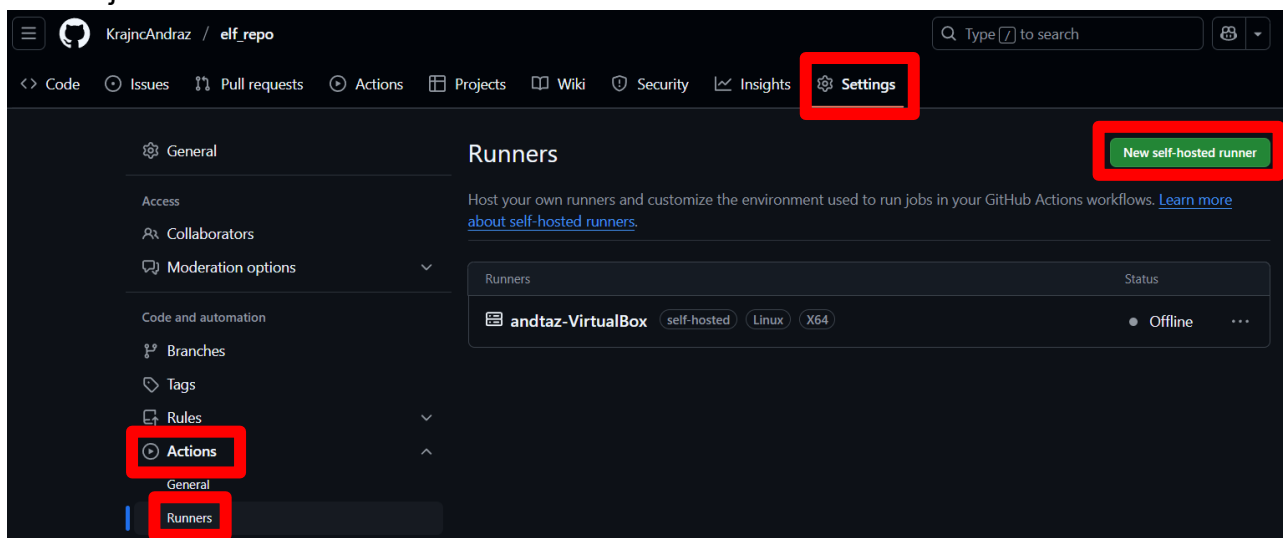 KrajncAndraz / elf_repo
Type / to search
Code Issues Pull requests Actions Projects Wiki Security Insights Settings
General
Access
Collaborators
Moderation options
Code and automation
Branches
Tags
Rules
Actions
General
Runners
Runners
New self-hosted runner
Host your own runners and customize the environment used to run jobs in your GitHub Actions workflows. Learn more
about self-hosted runners.
Runners Status
andtaz-VirtualBox self-hosted Linux X64 Offline